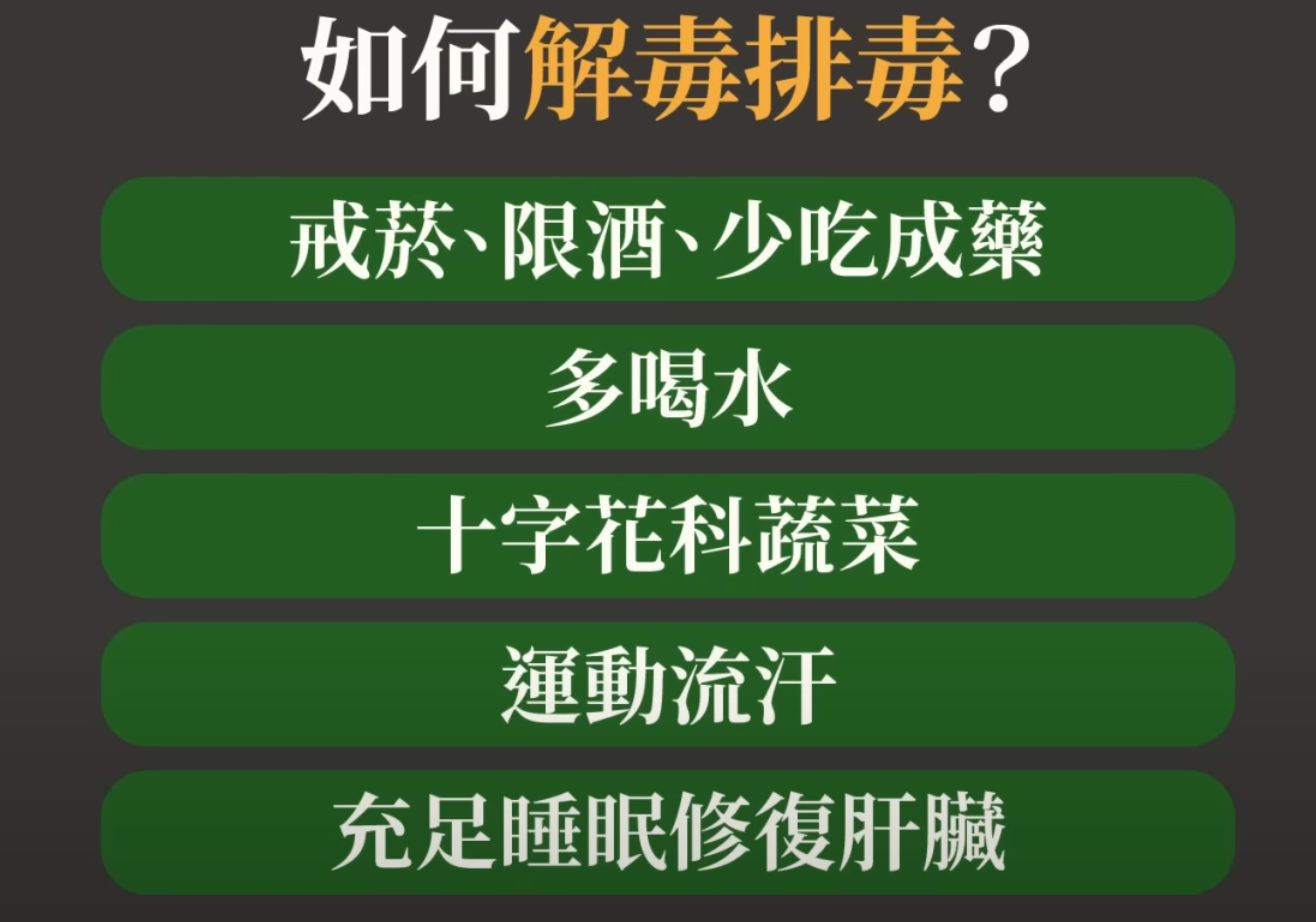 如何解毒排毒?
戒菸、限酒、少吃成藥
多喝水
十字花科蔬菜
運動流汗
充足睡眠修復肝臟